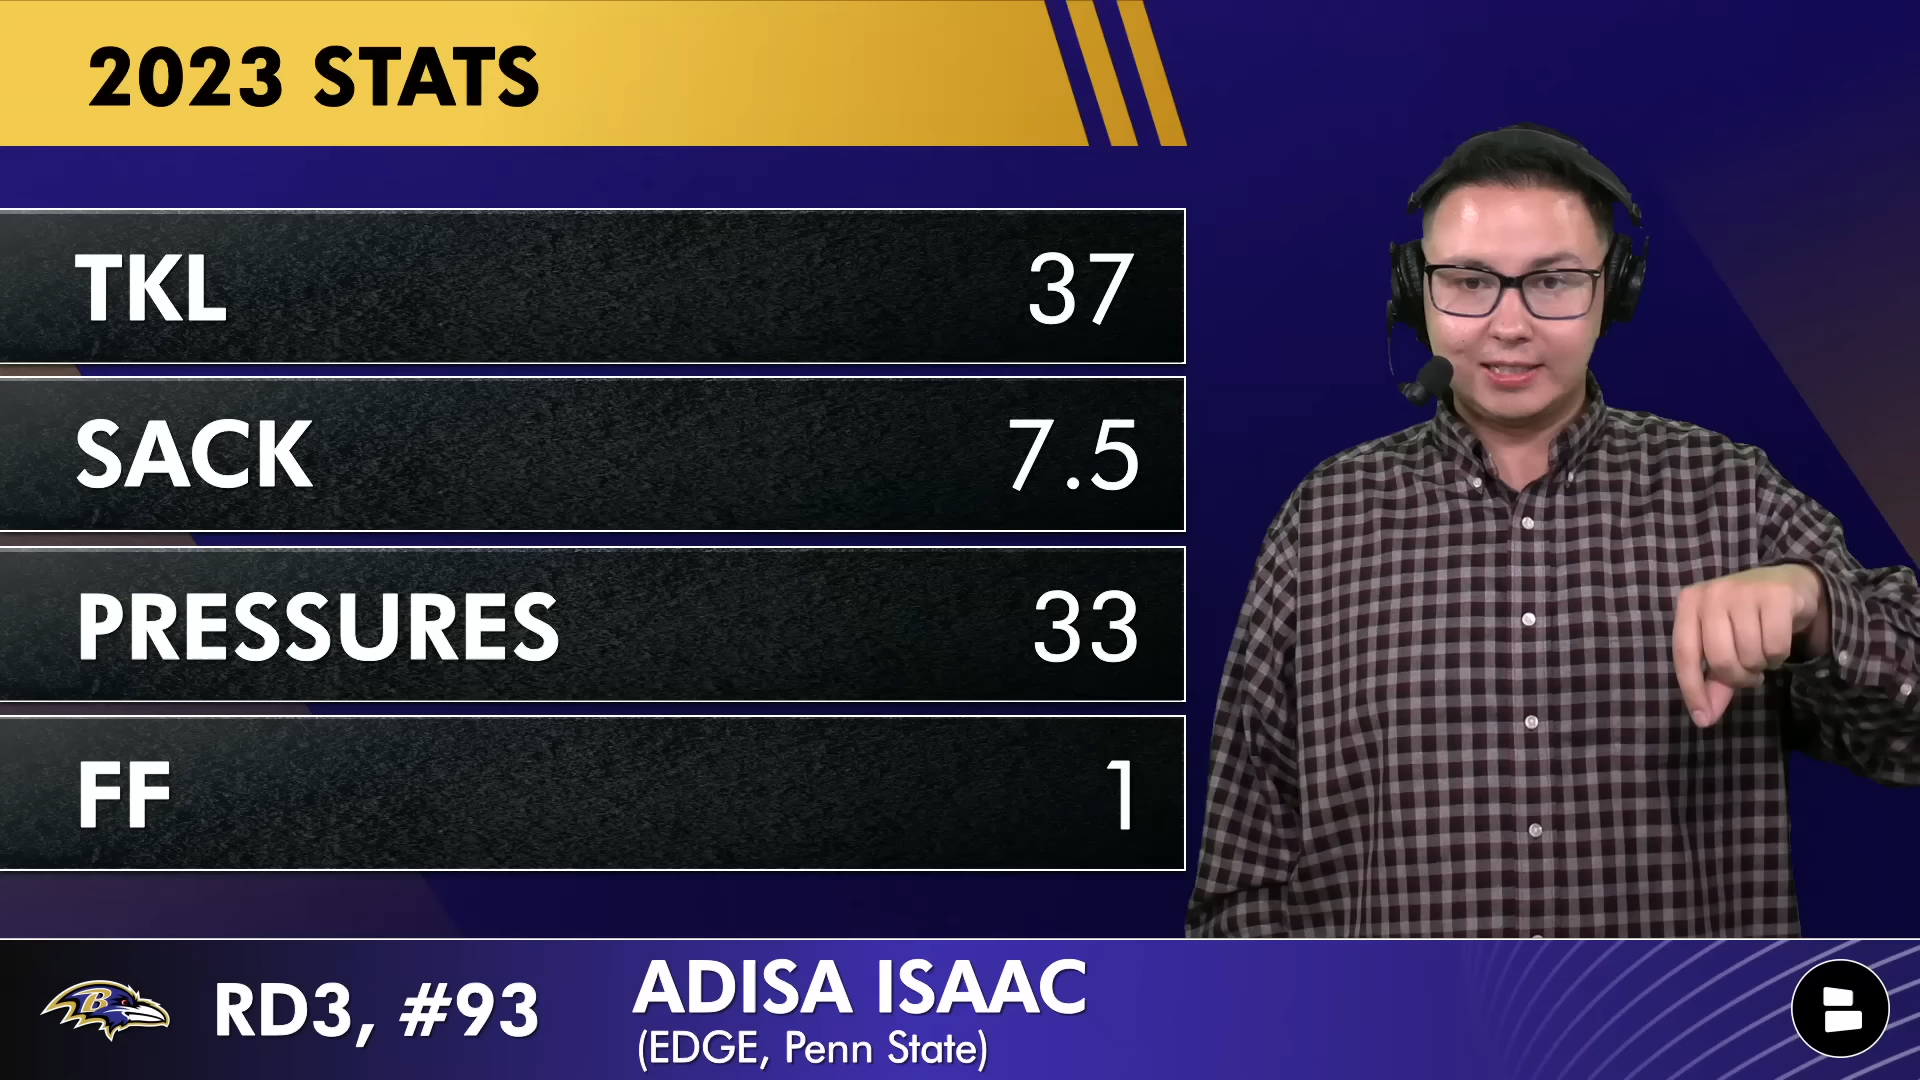 2023 STATS
TKL 37
SACK 7.5
PRESSURES 33
FF 1
B
RD3, #93
ADISA ISAAC
(EDGE, Penn State)